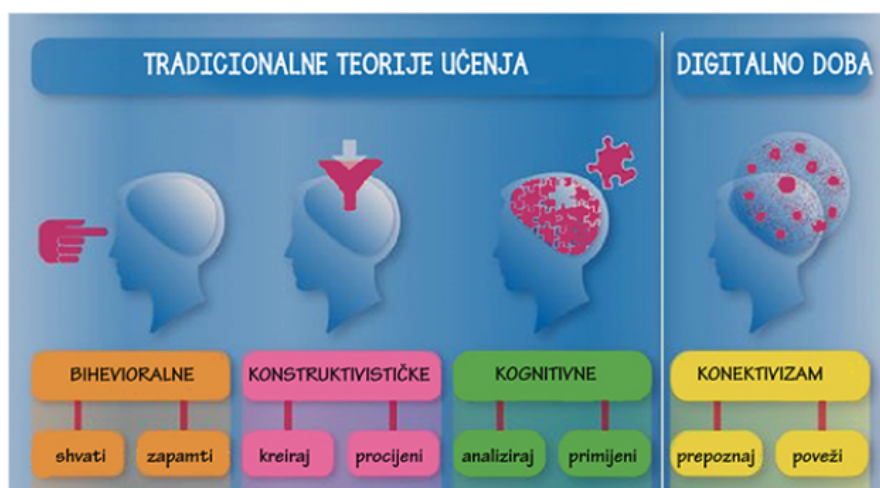 TRADICIONALNE TEORIJE UČENJA
DIGITALNO DOBA
BIHEVIORALNE
KONSTRUKTIVISTIČKE
KOGNITIVNE
KONEKTIVIZAM
shvati
zapamti
kreiraj
procijeni
analiziraj
primijeni
prepoznaj
poveži